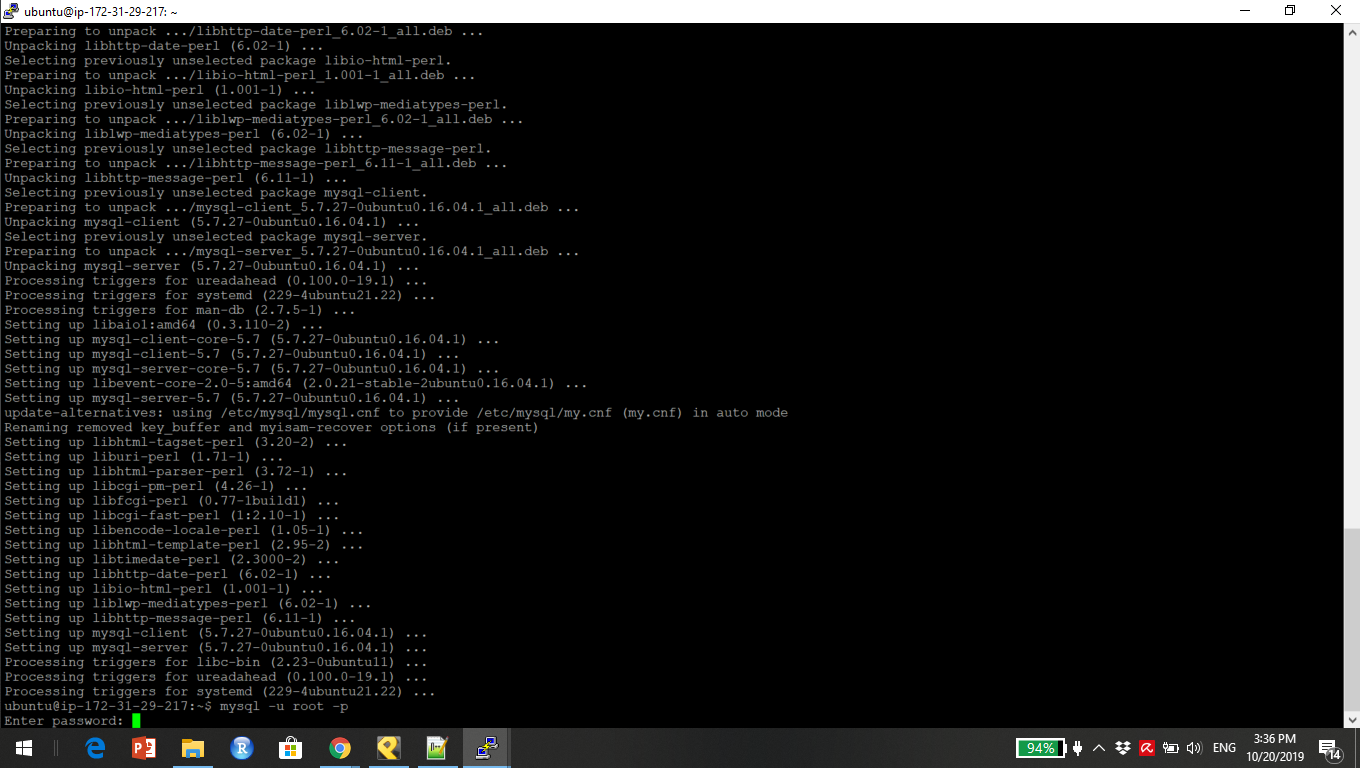 ubuntu@ip-172-31-29-217: ~
Preparing to unpack .../libhttp-date-perl_6.02-1_all.deb ...
Unpacking libhttp-date-perl (6.02-1) ...
Selecting previously unselected package libio-html-perl.
Preparing to unpack .../libio-html-perl_1.001-1_all.deb ...
Unpacking libio-html-perl (1.001-1) ...
Selecting previously unselected package liblwp-mediatypes-perl.
Preparing to unpack .../liblwp-mediatypes-perl_6.02-1_all.deb ...
Unpacking liblwp-mediatypes-perl (6.02-1) ...
Selecting previously unselected package libhttp-message-perl.
Preparing to unpack .../libhttp-message-perl_6.11-1_all.deb ...
Unpacking libhttp-message-perl (6.11-1) ...
Selecting previously unselected package mysql-client.
Preparing to unpack .../mysql-client_5.7.27-0ubuntu0.16.04.1_all.deb ...
Unpacking mysql-client (5.7.27-0ubuntu0.16.04.1) ...
Selecting previously unselected package mysql-server.
Preparing to unpack .../mysql-server_5.7.27-0ubuntu0.16.04.1_all.deb ...
Unpacking mysql-server (5.7.27-0ubuntu0.16.04.1) ...
Processing triggers for ureadahead (0.100.0-19.1) ...
Processing triggers for systemd (229-4ubuntu21.22) ...
Processing triggers for man-db (2.7.5-1) ...
Setting up libaio1:amd64 (0.3.110-2) ...
Setting up mysql-client-core-5.7 (5.7.27-0ubuntu0.16.04.1) ...
Setting up mysql-client-5.7 (5.7.27-0ubuntu0.16.04.1) ...
Setting up mysql-server-core-5.7 (5.7.27-0ubuntu0.16.04.1) ...
Setting up libevent-core-2.0-5:amd64 (2.0.21-stable-2ubuntu0.16.04.1) ...
Setting up mysql-server-5.7 (5.7.27-0ubuntu0.16.04.1) ...
update-alternatives: using /etc/mysql/mysql.cnf to provide /etc/mysql/my.cnf (my.cnf) in auto mode
Renaming removed key_buffer and myisam-recover options (if present)
Setting up libhtml-tagset-perl (3.20-2) ...
Setting up liburi-perl (1.71-1) ...
Setting up libhtml-parser-perl (3.72-1) ...
Setting up libcgi-pm-perl (4.26-1) ...
Setting up libfcgi-perl (0.77-1build1) ...
Setting up libcgi-fast-perl (1:2.10-1) ...
Setting up libencode-locale-perl (1.05-1) ...
Setting up libhtml-template-perl (2.95-2) ...
Setting up libtimedate-perl (2.3000-2) ...
Setting up libhttp-date-perl (6.02-1) ...
Setting up libio-html-perl (1.001-1) ...
Setting up liblwp-mediatypes-perl (6.02-1) ...
Setting up libhttp-message-perl (6.11-1) ...
Setting up mysql-client (5.7.27-0ubuntu0.16.04.1) ...
Setting up mysql-server (5.7.27-0ubuntu0.16.04.1) ...
Processing triggers for libc-bin (2.23-0ubuntu11) ...
Processing triggers for ureadahead (0.100.0-19.1) ...
Processing triggers for systemd (229-4ubuntu21.22) ...
ubuntu@ip-172-31-29-217:~$ mysql -u root -p
Enter password:
94%
ENG
3:36 PM
10/20/2019
14